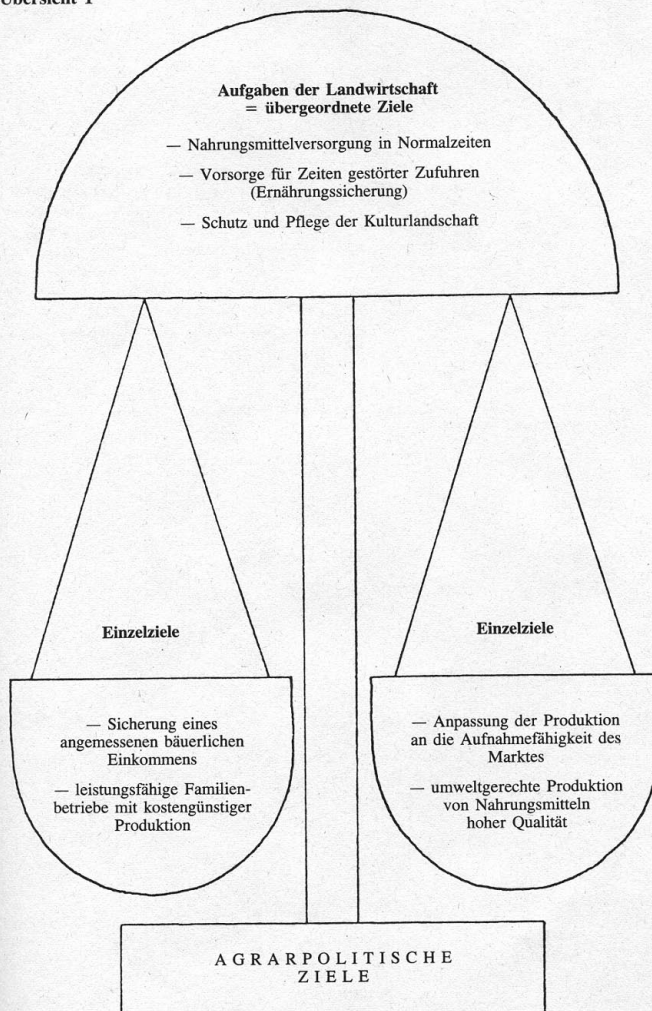 Übersicht 1
Aufgaben der Landwirtschaft
= übergeordnete Ziele
— Nahrungsmittelversorgung in Normalzeiten
— Vorsorge für Zeiten gestörter Zufuhren
(Ernährungssicherung)
— Schutz und Pflege der Kulturlandschaft
Einzelziele
— Sicherung eines
angemessenen bäuerlichen
Einkommens
— leistungsfähige Familien-
betriebe mit kostengünstiger
Produktion
Einzelziele
— Anpassung der Produktion
an die Aufnahmefähigkeit des
Marktes
— umweltgerechte Produktion
von Nahrungsmitteln
hoher Qualität
AGRARPOLITISCHE
ZIELE